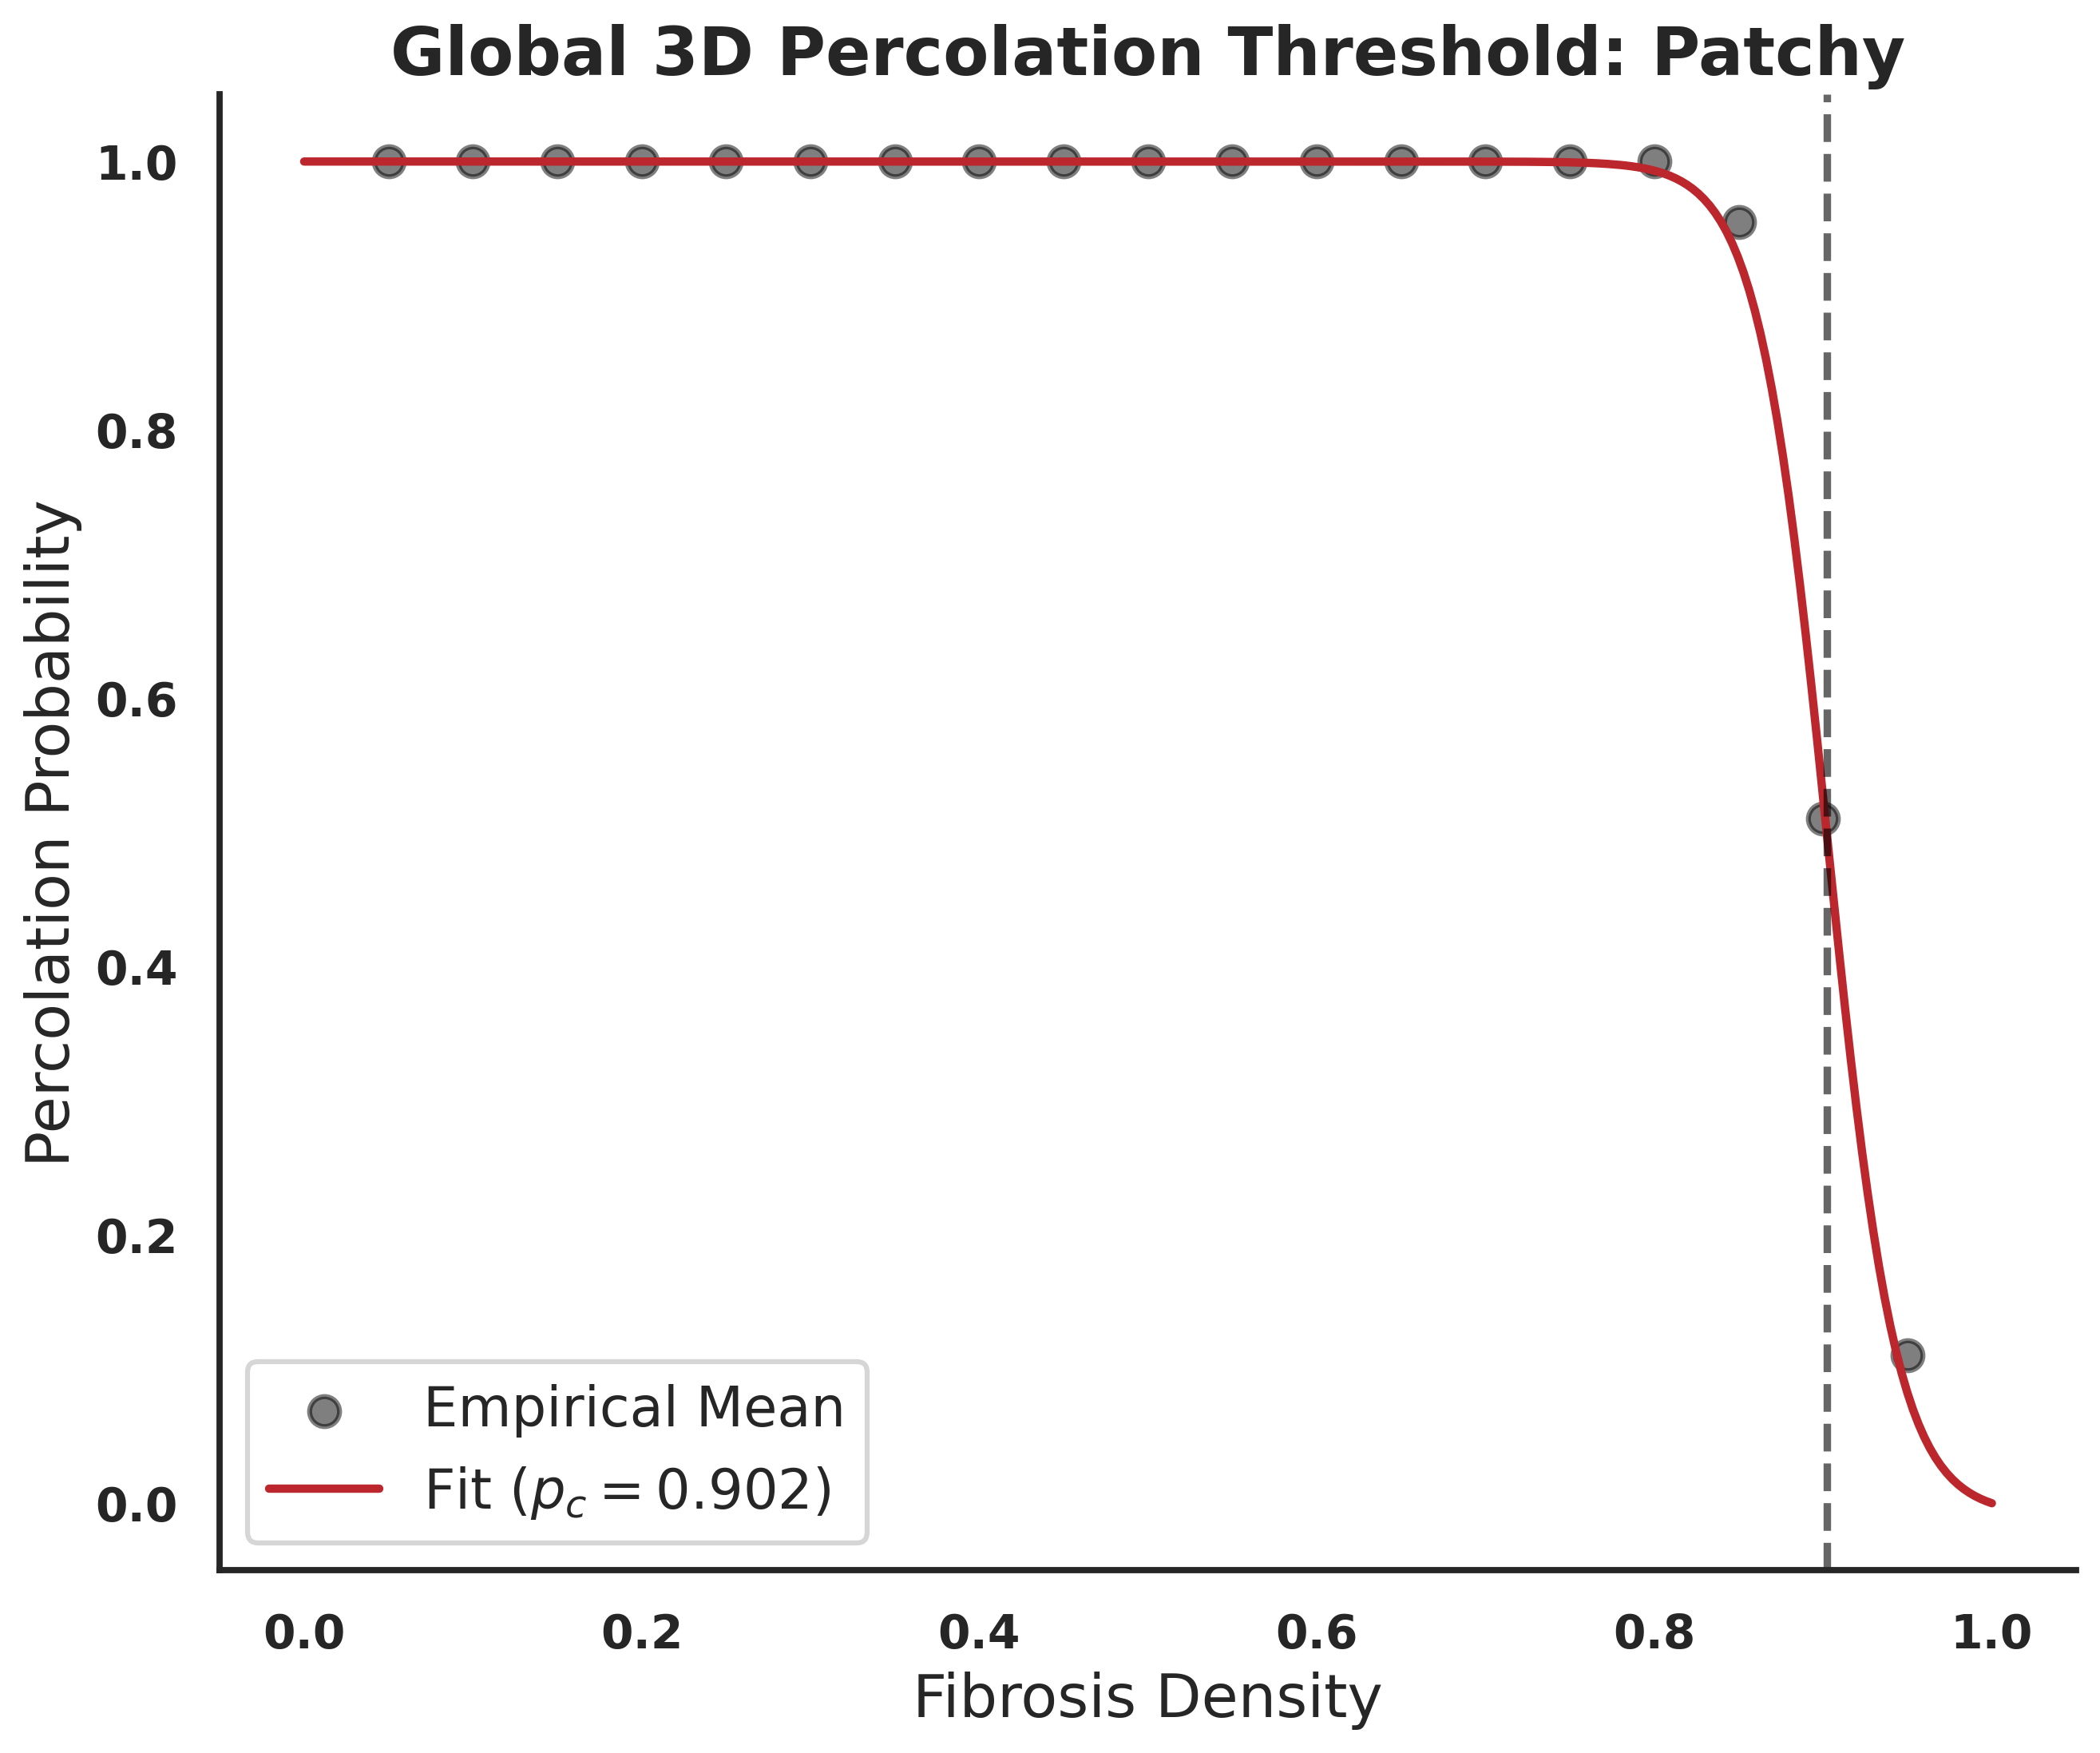 Global 3D Percolation Threshold: Patchy
Percolation Probability
1.0
0.8
0.6
0.4
0.2
0.0
Empirical Mean
Fit (p_c = 0.902)
0.0 0.2 0.4 0.6 0.8 1.0
Fibrosis Density